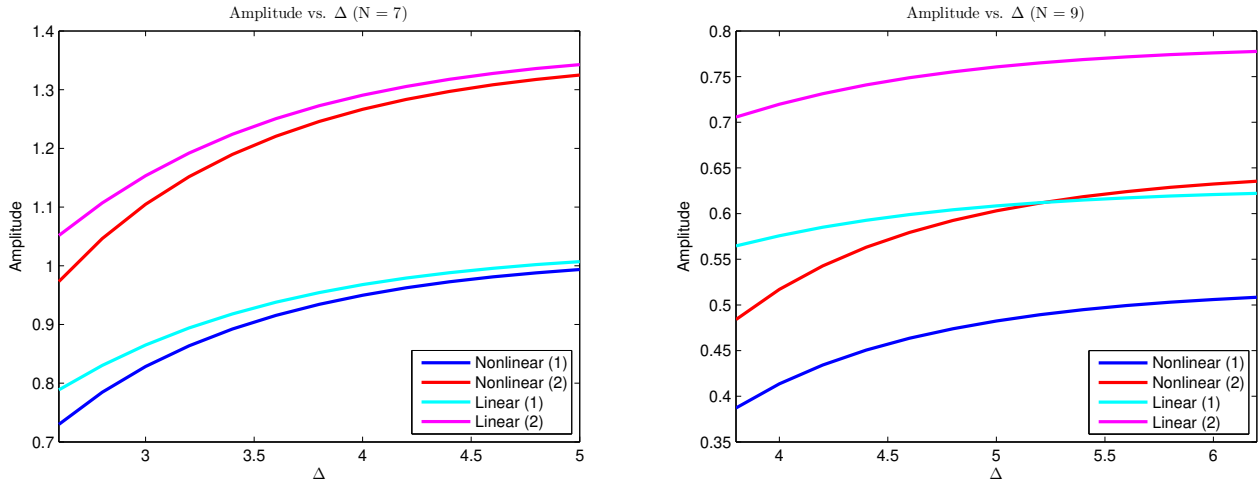 Amplitude vs. Δ (N = 7)
1.4
1.3
1.2
1.1
1
0.9
0.8
0.7
Amplitude
3
3.5
4
4.5
5
Δ
Nonlinear (1)
Nonlinear (2)
Linear (1)
Linear (2)
Amplitude vs. Δ (N = 9)
0.8
0.75
0.7
0.65
0.6
0.55
0.5
0.45
0.4
0.35
Amplitude
4
4.5
5
5.5
6
Δ
Nonlinear (1)
Nonlinear (2)
Linear (1)
Linear (2)